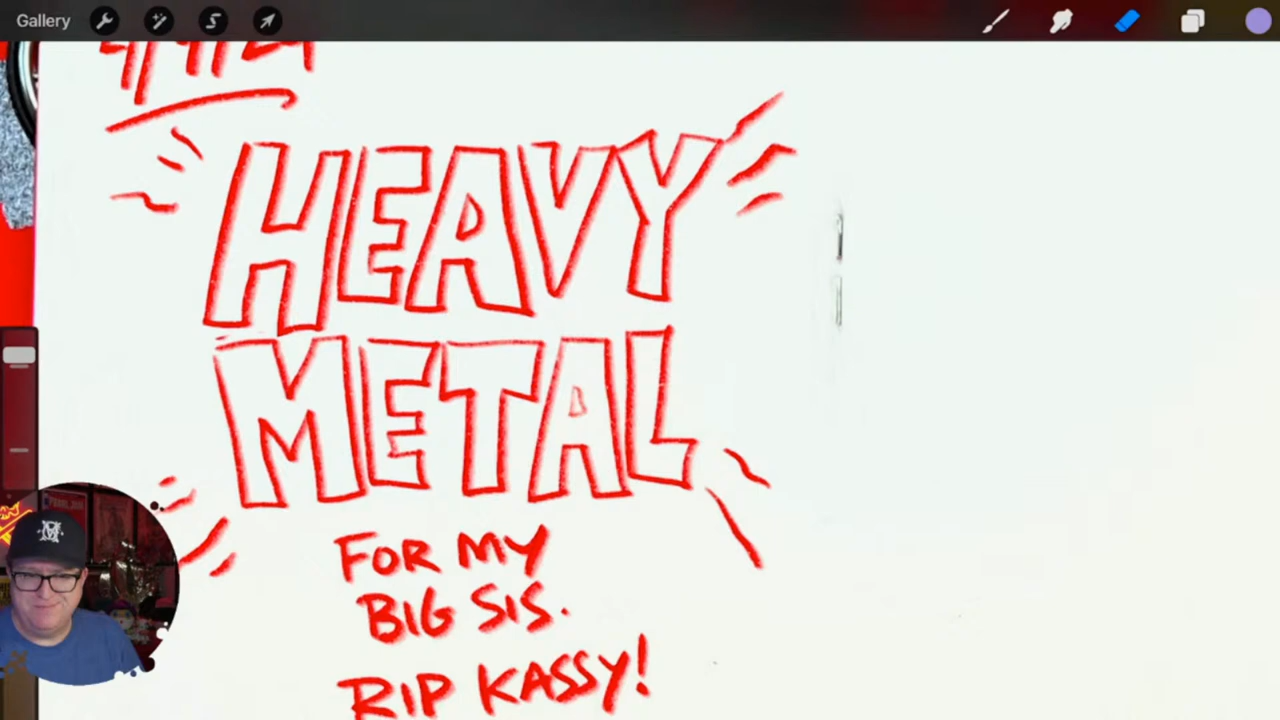 Gallery
HEAVY
METAL
FOR MY
BIG SIS.
RIP KASSY!